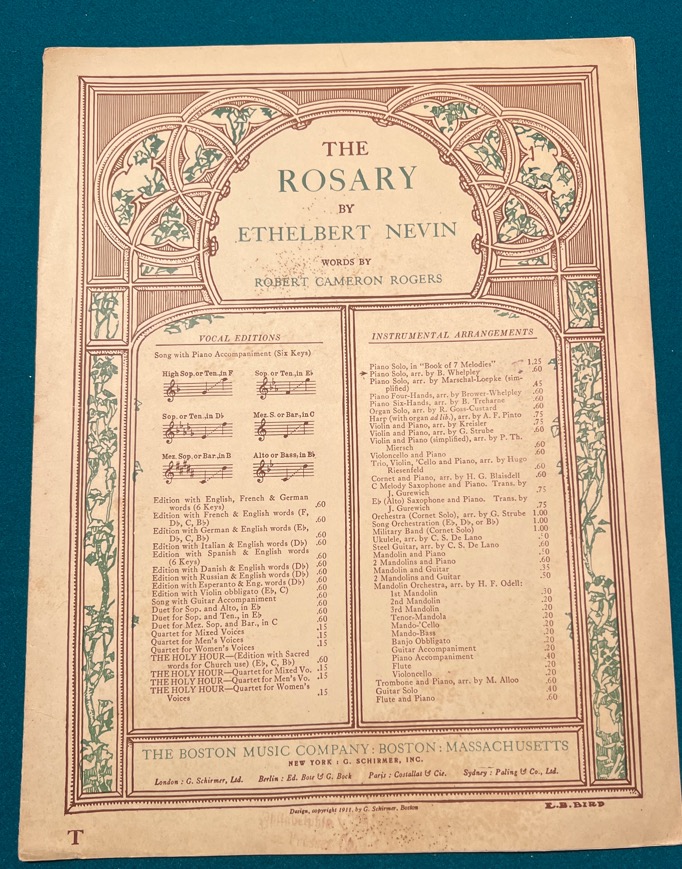 THE
ROSARY
BY
ETHELBERT NEVIN
WORDS BY
ROBERT CAMERON ROGERS
VOCAL EDITIONS
Song with Piano Accompaniment (Six Keys)
High Sop. or Ten., in F
Sop. or Ten., in E♭
Sop. or Ten., in D♭
Mez. S. or Bar., in C
Mez. Sop. or Bar., in B
Alto or Bass, in B♭
Edition with English, French & German
words (6 Keys) .60
Edition with French & English words (F,
D♭, C, B♭) .60
Edition with German & English words (E♭,
D♭, C, B♭) .60
Edition with Italian & English words (D♭) .60
Edition with Spanish & English words
(6 Keys) .60
Edition with Danish & English words (D♭) .60
Edition with Russian & English words (D♭) .60
Edition with Esperanto & Eng. words (D♭) .60
Edition with Violin obbligato (E♭, C) .60
Song with Guitar Accompaniment .60
Duet for Sop. and Alto, in E♭ .60
Duet for Sop. and Ten., in E♭ .60
Duet for Mez. Sop. and Bar., in C .60
Quartet for Mixed Voices .15
Quartet for Men's Voices .15
Quartet for Women's Voices .15
THE HOLY HOUR—(Edition with Sacred
words for Church use) (E♭, C, B♭) .60
THE HOLY HOUR—Quartet for Mixed Vo. .15
THE HOLY HOUR—Quartet for Men's Vo. .15
THE HOLY HOUR—Quartet for Women's
Voices .15
INSTRUMENTAL ARRANGEMENTS
Piano Solo, in "Book of 7 Melodies" 1.25
Piano Solo, arr. by B. Whelpley .60
Piano Solo, arr. by Marschal-Loepke (sim-
plified) .45
Piano Four-Hands, arr. by Brower-Whelpley .60
Piano Six-Hands, arr. by B. Treharne .60
Organ Solo, arr. by R. Goss-Custard .60
Harp (with organ ad lib.), arr. by A. F. Pinto .75
Violin and Piano, arr. by Kreisler .75
Violin and Piano, arr. by G. Strube .60
Violin and Piano (simplified), arr. by P. Th.
Miersch .60
Violoncello and Piano .60
Trio, Violin, 'Cello and Piano, arr. by Hugo
Riesenfeld .60
Cornet and Piano, arr. by H. G. Blaisdell .60
C Melody Saxophone and Piano. Trans. by
J. Gurewich .75
E♭ (Alto) Saxophone and Piano. Trans. by
J. Gurewich .75
Orchestra (Cornet Solo), arr. by G. Strube 1.00
Song Orchestration (E♭, D♭, or B♭) 1.00
Military Band (Cornet Solo) 1.00
Ukulele, arr. by C. S. De Lano
Steel Guitar, arr. by C. S. De Lano .60
Mandolin and Piano
2 Mandolins and Piano .60
Mandolin and Guitar .35
2 Mandolins and Guitar .50
Mandolin Orchestra, arr. by H. F. Odell:
1st Mandolin .30
2nd Mandolin .20
3rd Mandolin .20
Tenor-Mandola .20
Mando-'Cello .20
Mando-Bass .20
Banjo Obbligato .20
Guitar Accompaniment .20
Piano Accompaniment .40
Flute .20
Violoncello .20
Trombone and Piano, arr. by M. Alloo .60
Guitar Solo .40
Flute and Piano .60
THE BOSTON MUSIC COMPANY : BOSTON : MASSACHUSETTS
NEW YORK : G. SCHIRMER, INC.
London : G. Schirmer, Ltd. Berlin : Ed. Bote & G. Bock Paris : Costallat & Cie. Sydney : Paling & Co., Ltd.
Design, copyright 1911, by G. Schirmer, Boston
E.B.BIRD
T